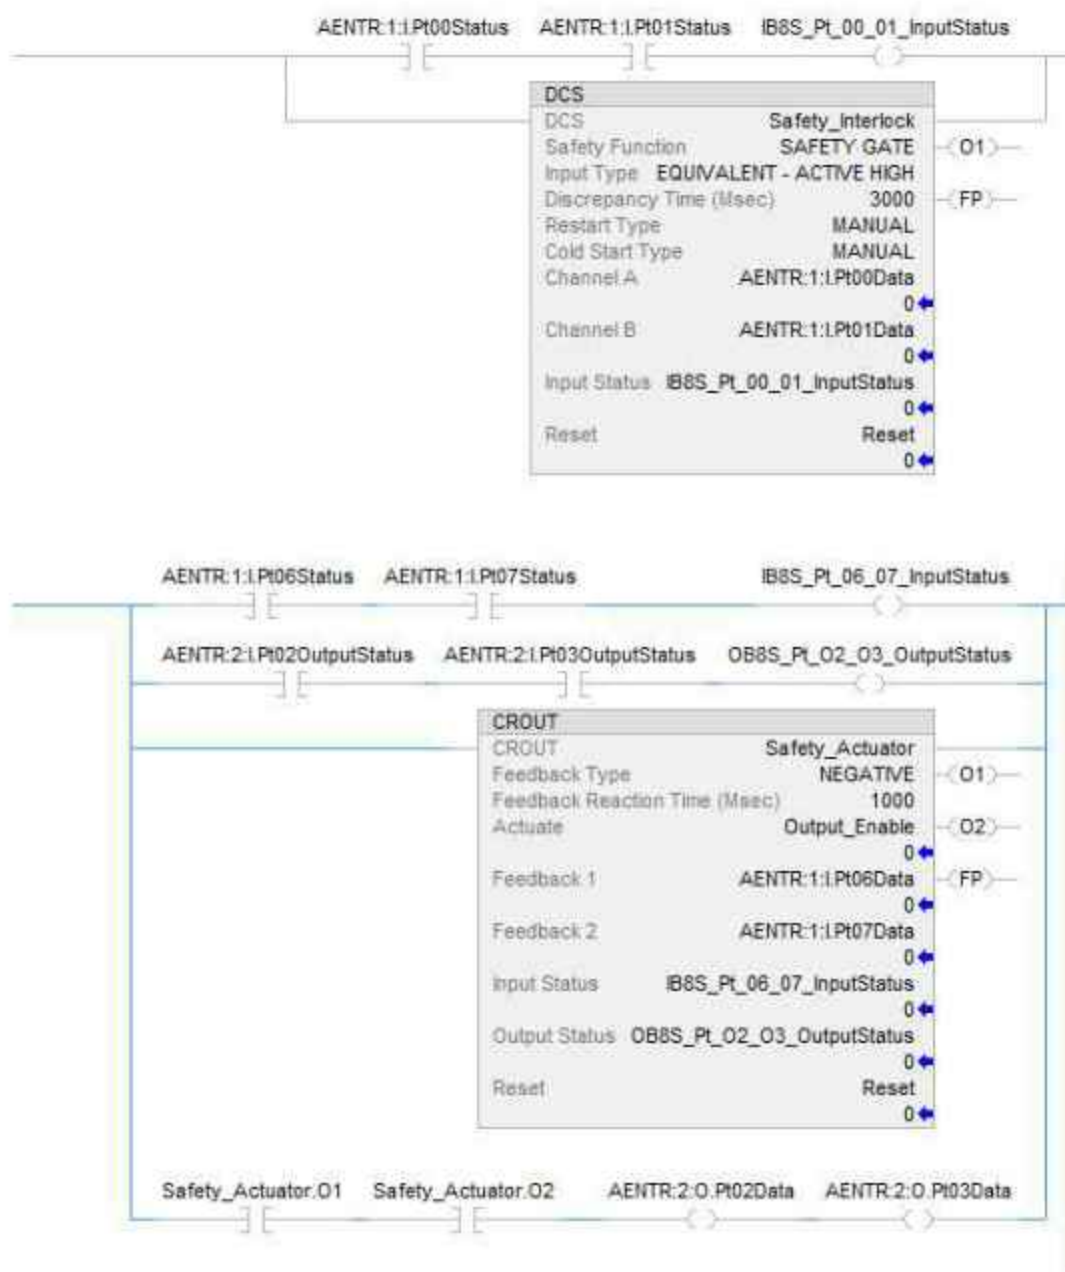 AENTR:1:I.Pt00Status AENTR:1:I.Pt01Status IB8S_Pt_00_01_InputStatus
DCS
DCS Safety_Interlock
Safety Function SAFETY GATE O1
Input Type EQUIVALENT - ACTIVE HIGH
Discrepancy Time (Msec) 3000 FP
Restart Type MANUAL
Cold Start Type MANUAL
Channel A AENTR:1:I.Pt00Data
0
Channel B AENTR:1:I.Pt01Data
0
Input Status IB8S_Pt_00_01_InputStatus
0
Reset Reset
0
AENTR:1:I.Pt06Status AENTR:1:I.Pt07Status IB8S_Pt_06_07_InputStatus
AENTR:2:I.Pt02OutputStatus AENTR:2:I.Pt03OutputStatus OB8S_Pt_O2_O3_OutputStatus
CROUT
CROUT Safety_Actuator
Feedback Type NEGATIVE O1
Feedback Reaction Time (Msec) 1000
Actuate Output_Enable O2
0
Feedback 1 AENTR:1:I.Pt06Data FP
0
Feedback 2 AENTR:1:I.Pt07Data
0
Input Status IB8S_Pt_06_07_InputStatus
0
Output Status OB8S_Pt_O2_O3_OutputStatus
0
Reset Reset
0
Safety_Actuator.O1 Safety_Actuator.O2 AENTR:2:O.Pt02Data AENTR:2:O.Pt03Data